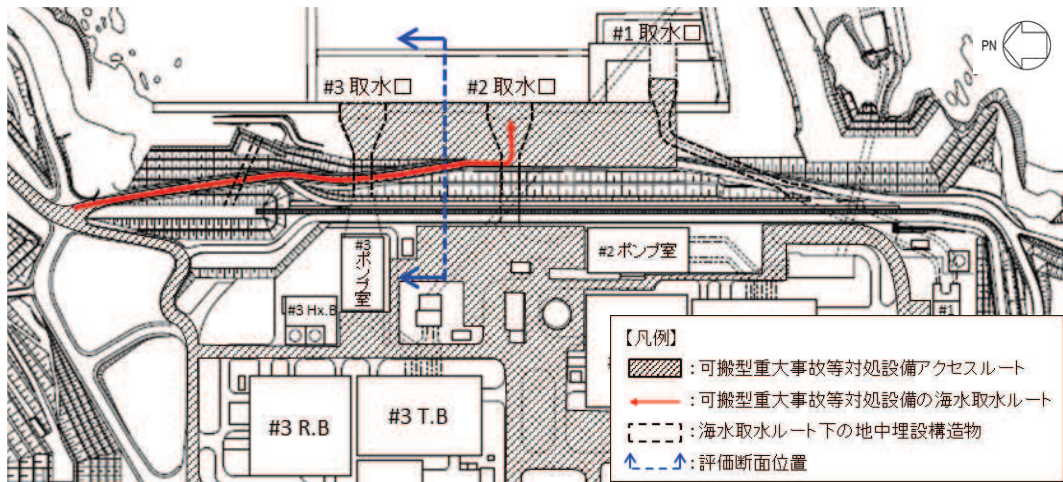 #1 取水口
PN
#3 取水口
#2 取水口
#3 ポンプ室
#2 ポンプ室
#3 Hx.B
#1
#3 R.B
#3 T.B
【凡例】
：可搬型重大事故等対処設備アクセスルート
：可搬型重大事故等対処設備の海水取水ルート
：海水取水ルート下の地中埋設構造物
：評価断面位置